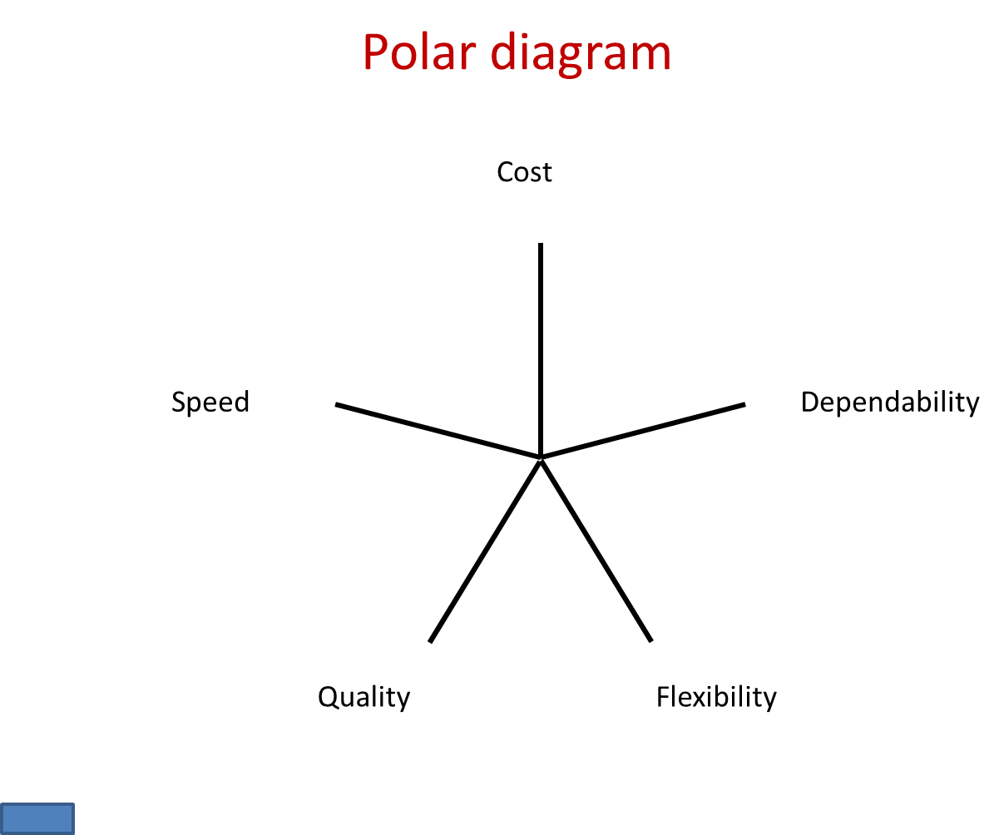 Polar diagram
Cost
Speed
Dependability
Quality
Flexibility